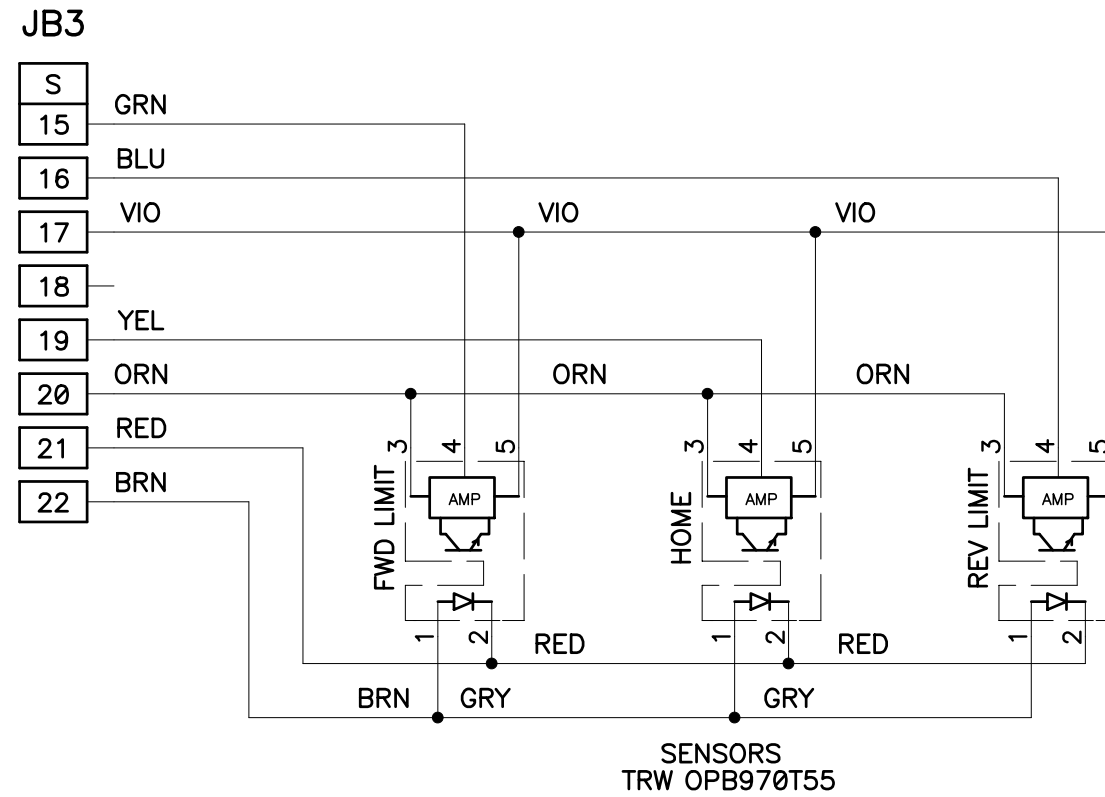 JB3
S
15 GRN
16 BLU
17 VIO VIO VIO
18
19 YEL
20 ORN ORN ORN
21 RED
22 BRN
3 4 5 3 4 5 3 4 5
FWD LIMIT AMP HOME AMP REV LIMIT AMP
1 2 1 2 1 2
RED RED
BRN GRY GRY
SENSORS
TRW OPB970T55